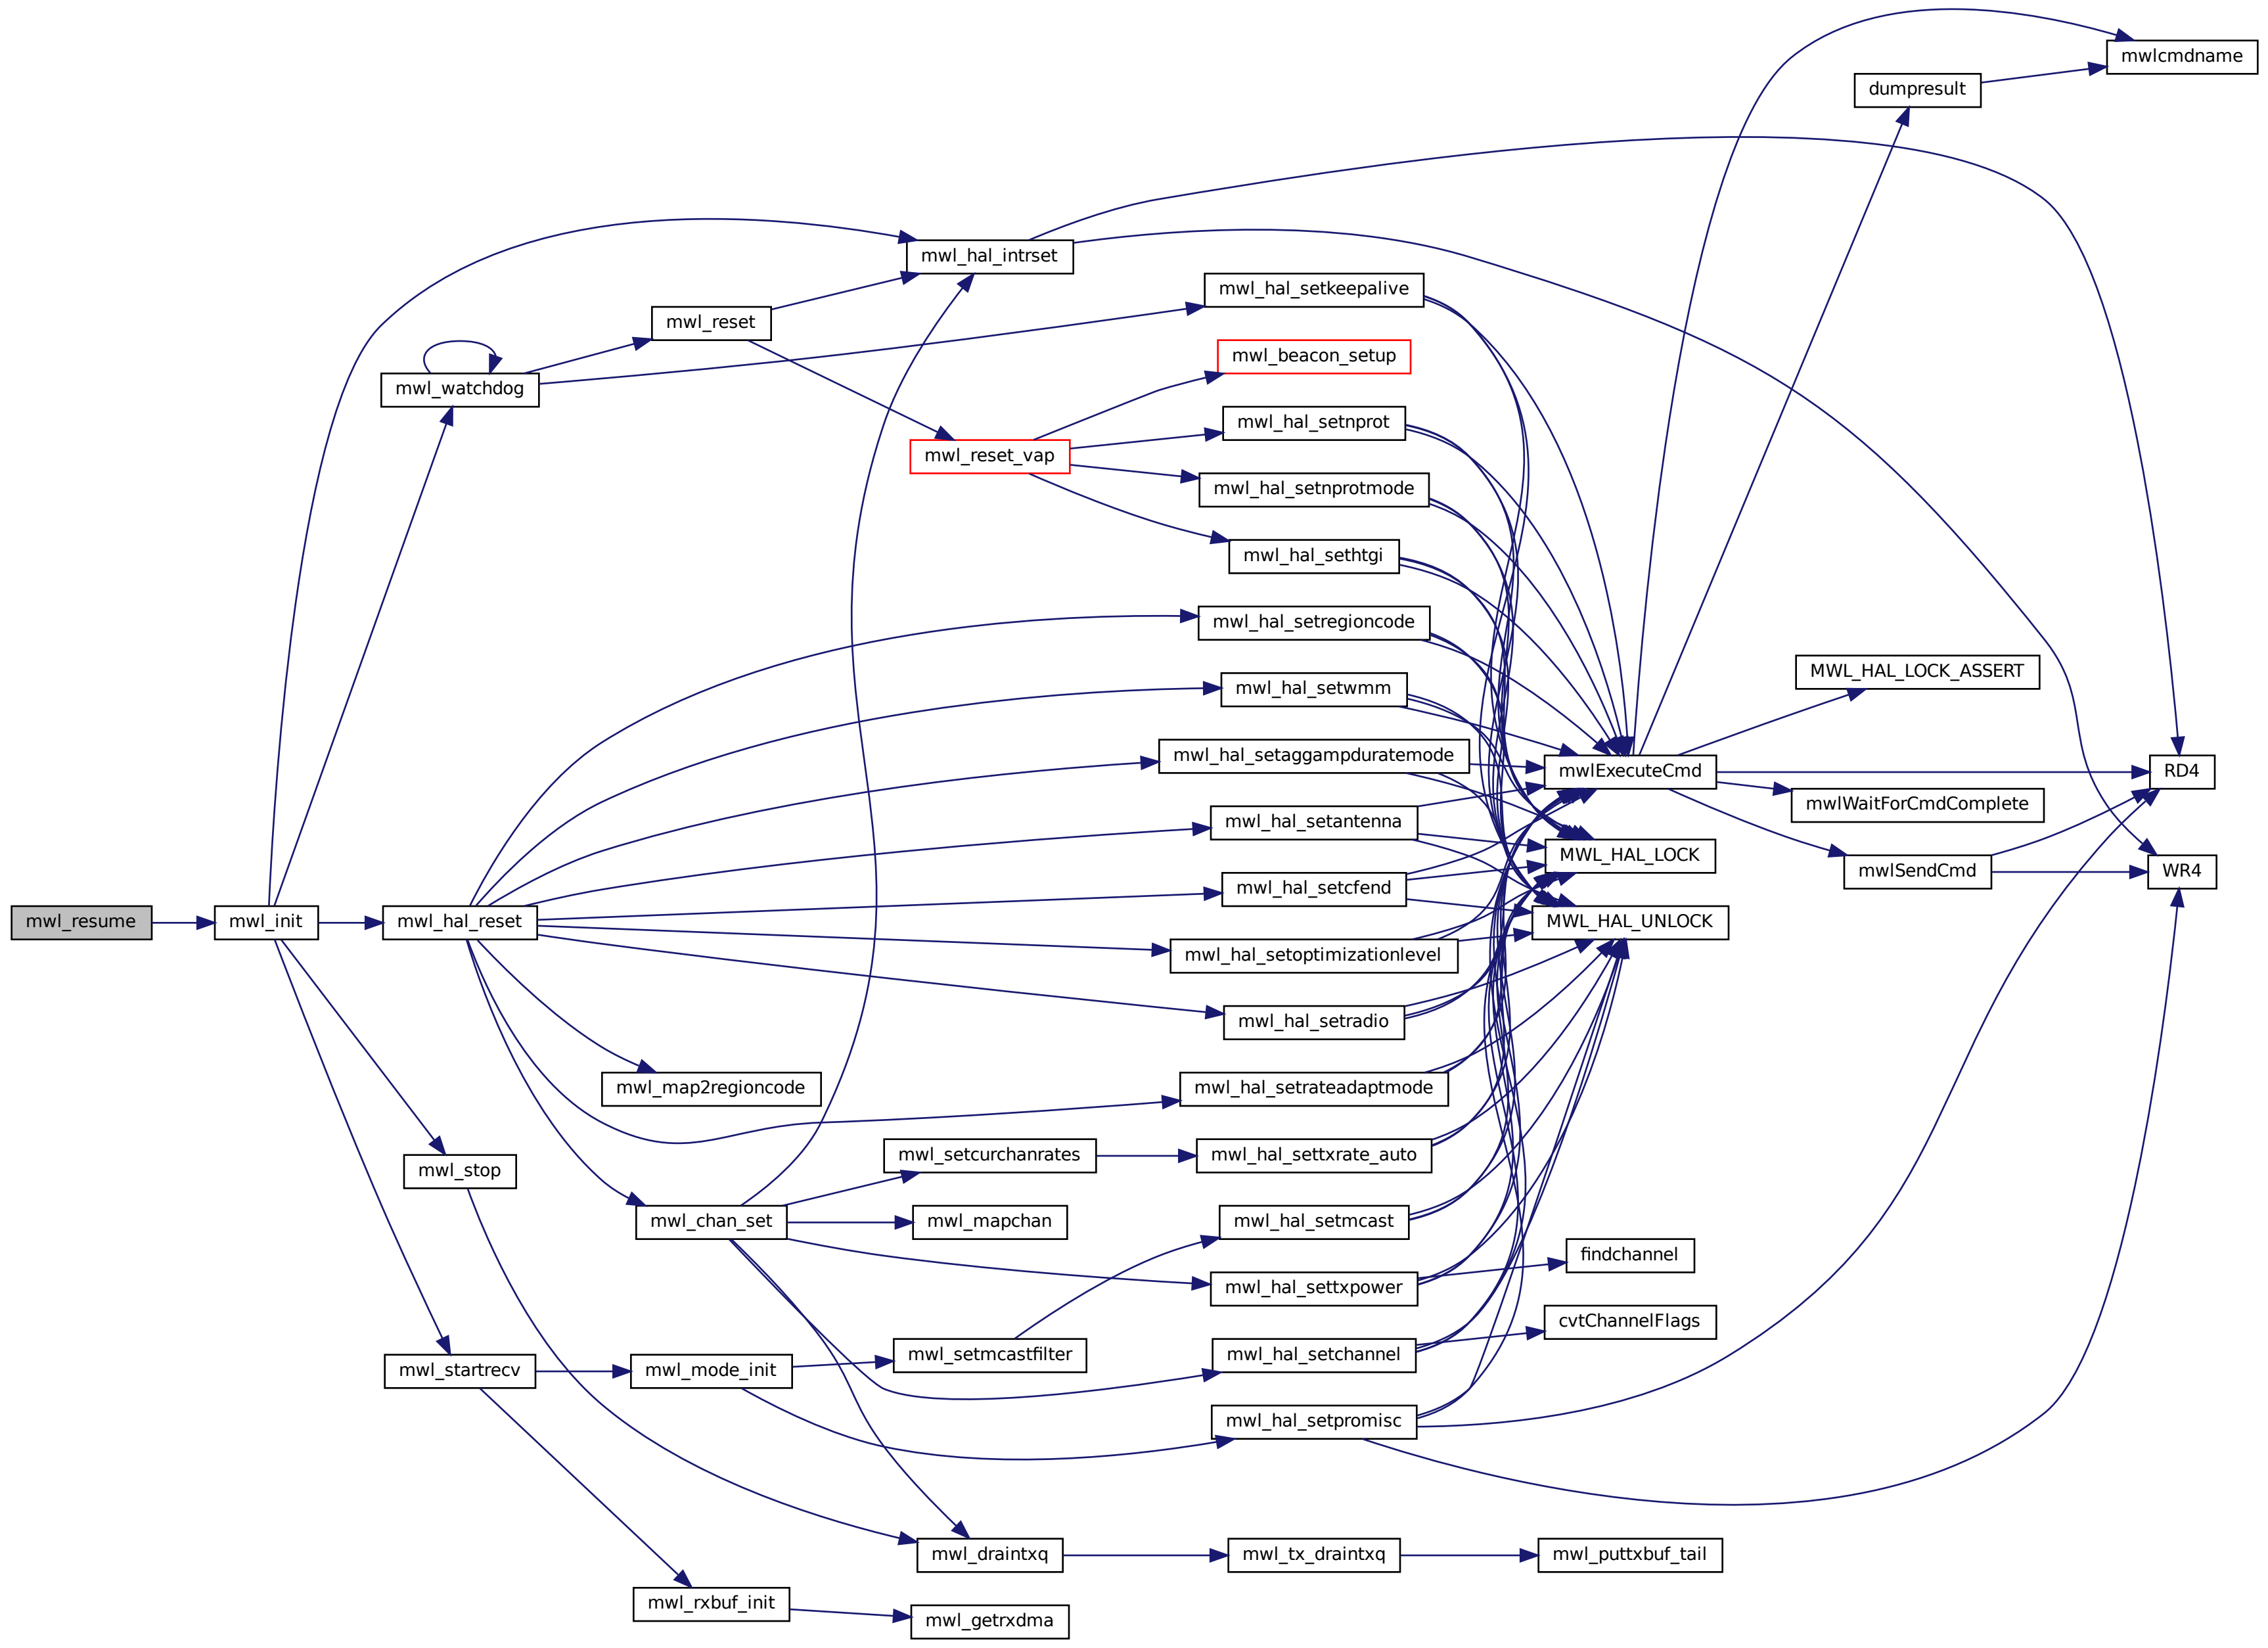 mwlcmdname
dumpresult
mwl_hal_intrset
mwl_hal_setkeepalive
mwl_reset
mwl_beacon_setup
mwl_watchdog
mwl_hal_setnprot
mwl_reset_vap
mwl_hal_setnprotmode
mwl_hal_sethtgi
mwl_hal_setregioncode
MWL_HAL_LOCK_ASSERT
mwl_hal_setwmm
mwl_hal_setaggampduratemode
mwlExecuteCmd
RD4
mwlWaitForCmdComplete
mwl_hal_setantenna
MWL_HAL_LOCK
mwlSendCmd
WR4
mwl_hal_setcfend
mwl_resume
mwl_init
mwl_hal_reset
MWL_HAL_UNLOCK
mwl_hal_setoptimizationlevel
mwl_hal_setradio
mwl_map2regioncode
mwl_hal_setrateadaptmode
mwl_setcurchanrates
mwl_hal_settxrate_auto
mwl_stop
mwl_chan_set
mwl_mapchan
mwl_hal_setmcast
findchannel
mwl_hal_settxpower
cvtChannelFlags
mwl_setmcastfilter
mwl_hal_setchannel
mwl_startrecv
mwl_mode_init
mwl_hal_setpromisc
mwl_draintxq
mwl_tx_draintxq
mwl_puttxbuf_tail
mwl_rxbuf_init
mwl_getrxdma